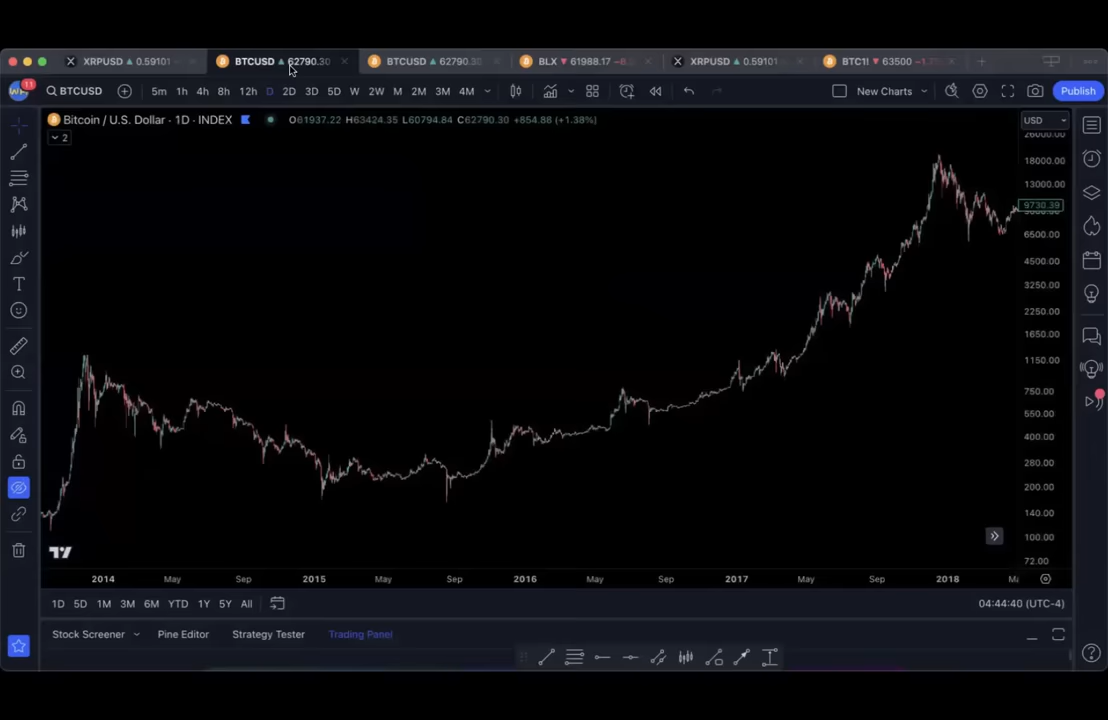 XRPUSD ▲ 0.59101
BTCUSD ▲ 62790.30
BTCUSD ▲ 62790.30
BLX ▼ 61988.17
XRPUSD ▲ 0.59101
BTC1! ▼ 63500
11
BTCUSD
5m 1h 4h 8h 12h D 2D 3D 5D W 2W M 2M 3M 4M
New Charts
Publish
Bitcoin / U.S. Dollar · 1D · INDEX
O61937.22 H63424.35 L60794.84 C62790.30 +854.88 (+1.38%)
USD
2
26000.00
18000.00
13000.00
9730.39
6500.00
4500.00
3250.00
2250.00
1650.00
1150.00
750.00
550.00
400.00
280.00
200.00
140.00
100.00
72.00
2014 May Sep 2015 May Sep 2016 May Sep 2017 May Sep 2018
1D 5D 1M 3M 6M YTD 1Y 5Y All
04:44:40 (UTC-4)
Stock Screener Pine Editor Strategy Tester Trading Panel